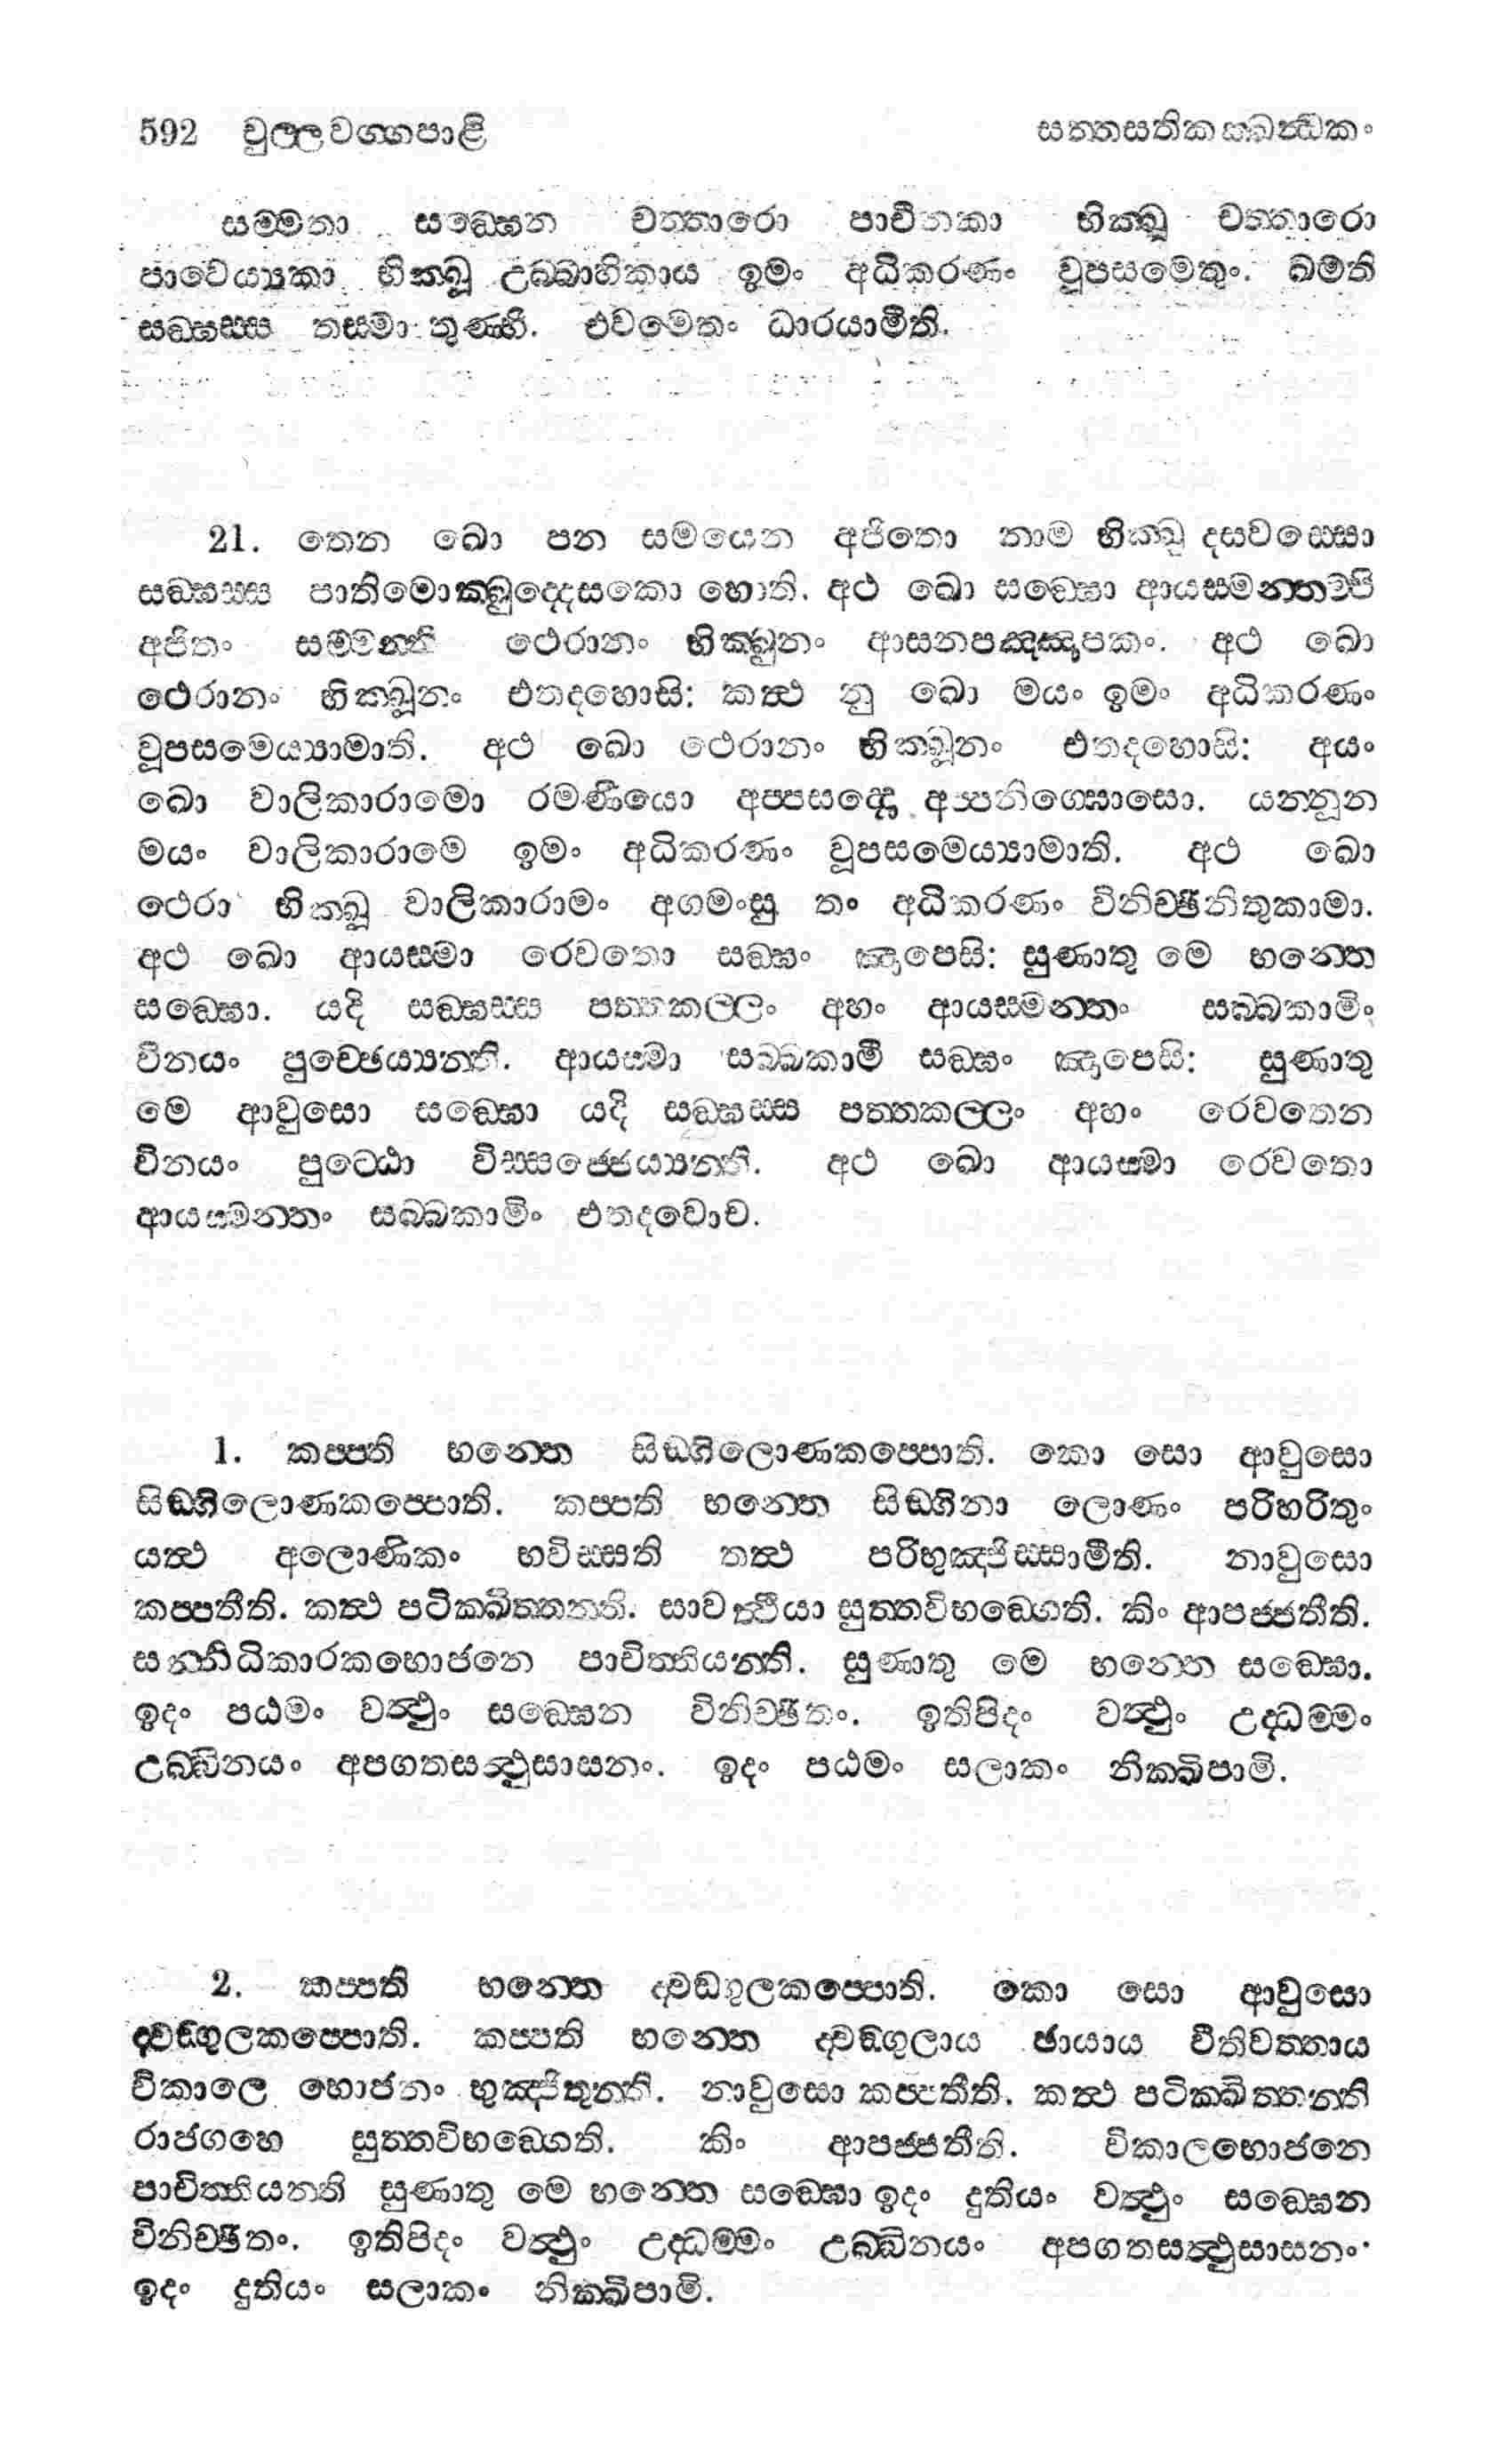 592 චුල්ලවග්ගපාළි සත්තසතිකක්ඛන්ධකං
සම්මතා සඞ්ඝෙන චත්තාරො පාචීනකා භික්ඛූ චත්තාරො
පාවෙය්‍යකා භික්ඛූ උබ්බාහිකාය ඉමං අධිකරණං වූපසමෙතුං. ඛමති
සඞ්ඝස්ස තස්මා තුණ්හී. එවමෙතං ධාරයාමීති.
21. තෙන ඛො පන සමයෙන අජිතො නාම භික්ඛු දසවස්සො
සඞ්ඝස්ස පාතිමොක්ඛුද්දෙසකො හොති. අථ ඛො සඞ්ඝො ආයස්මන්තම්පි
අජිතං සම්මන්නති ථෙරානං භික්ඛුනං ආසනපඤ්ඤාපකං. අථ ඛො
ථෙරානං භික්ඛූනං එතදහොසි: කත්ථ නු ඛො මයං ඉමං අධිකරණං
වූපසමෙය්‍යාමාති. අථ ඛො ථෙරානං භික්ඛූනං එතදහොසි: අයං
ඛො වාලිකාරාමො රමණීයො අප්පසද්දො අප්පනිග්ඝොසො. යන්නූන
මයං වාලිකාරාමෙ ඉමං අධිකරණං වූපසමෙය්‍යාමාති. අථ ඛො
ථෙරා භික්ඛූ වාලිකාරාමං අගමංසු තං අධිකරණං විනිච්ඡිනිතුකාමා.
අථ ඛො ආයස්මා රෙවතො සඞ්ඝං ඤාපෙසි: සුණාතු මෙ භන්තෙ
සඞ්ඝො. යදි සඞ්ඝස්ස පත්තකල්ලං අහං ආයස්මන්තං සබ්බකාමිං
විනයං පුච්ඡෙය්‍යන්ති. ආයස්මා සබ්බකාමී සඞ්ඝං ඤාපෙසි: සුණාතු
මෙ ආවුසො සඞ්ඝො යදි සඞ්ඝස්ස පත්තකල්ලං අහං රෙවතෙන
විනයං පුට්ඨො විස්සජ්ජෙය්‍යන්ති. අථ ඛො ආයස්මා රෙවතො
ආයස්මන්තං සබ්බකාමිං එතදවොච.
1. කප්පති භන්තෙ සිඞ්ගිලොණකප්පොති. කො සො ආවුසො
සිඞ්ගිලොණකප්පොති. කප්පති භන්තෙ සිඞ්ගිනා ලොණං පරිහරිතුං
යත්ථ අලොණිකං භවිස්සති තත්ථ පරිභුඤ්ජිස්සාමීති. නාවුසො
කප්පතීති. කත්ථ පටික්ඛිත්තන්ති. සාවත්ථියා සුත්තවිභඞ්ගෙති. කිං ආපජ්ජතීති.
සන්නිධිකාරකභොජනෙ පාචිත්තියන්ති. සුණාතු මෙ භන්තෙ සඞ්ඝො.
ඉදං පඨමං වත්ථුං සඞ්ඝෙන විනිච්ඡිතං. ඉතිපිදං වත්ථුං උද්ධම්මං
උබ්බිනයං අපගතසත්ථුසාසනං. ඉදං පඨමං සලාකං නික්ඛිපාමි.
2. කප්පති භන්තෙ ද්වඞ්ගුලකප්පොති. කො සො ආවුසො
ද්වඞ්ගුලකප්පොති. කප්පති භන්තෙ ද්වඞ්ගුලාය ඡායාය වීතිවත්තාය
විකාලෙ භොජනං භුඤ්ජිතුන්ති. නාවුසො කප්පතීති. කත්ථ පටික්ඛිත්තන්ති
රාජගහෙ සුත්තවිභඞ්ගෙති. කිං ආපජ්ජතීති. විකාලභොජනෙ
පාචිත්තියන්ති සුණාතු මෙ භන්තෙ සඞ්ඝො ඉදං දුතියං වත්ථුං සඞ්ඝෙන
විනිච්ඡිතං. ඉතිපිදං වත්ථුං උද්ධම්මං උබ්බිනයං අපගතසත්ථුසාසනං.
ඉදං දුතියං සලාකං නික්ඛිපාමි.